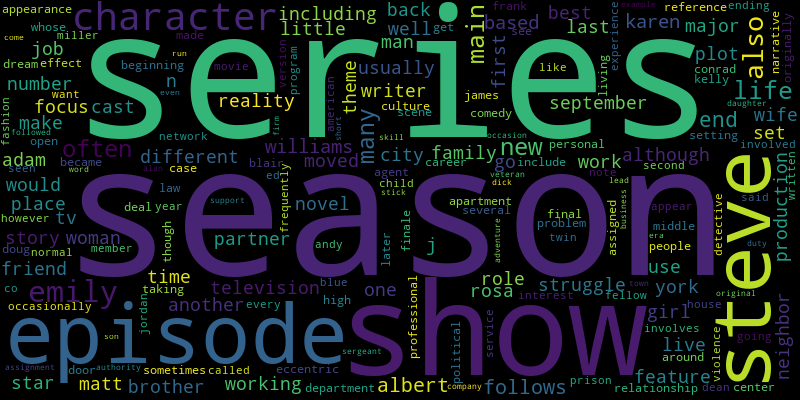 appearance
whose
miller
job
dream
effect
beginning
number
n
want
come
focus
cast
make
open
fashion
followed
character
including
little
back
well
man
get
usually
writer
culture
reality
theme
movie
version
program
made
run
even
series
main
first
based
see
like
james
comedy
scene
many
frank
best
last
karen
reference
ending
major
plot
conrad
kelly
wife
set
also
life
narrative
originally
experience
living
example
daughter
september
end
skill
occasion
setting
involved
network
firm
american
short
often
williams
new
personal
adam
became
different
moved
city
family
go
work
although
seen
word
alan
case
blair
career
include
second
would
law
ed
agent
veteran
dick
note
place
deal
year
support
child
stick
apartment
several
lead
business
appear
however
tv
though
frequently
novel
season
final
problem
twin
era
middle
people
assigned
detective
said
written
production
steve
story
woman
partner
andy
finale
later
j
adventure
doug
normal
member
friend
time
role
struggle
use
york
duty
co
emily
taking
television
blue
one
rosa
interest
fellow
town
original
occasionally
jordan
another
every
high
professional
political
service
girl
house
involves
episode
show
son
sergeant
live
going
around
violence
neighbor
assignment
door
authority
sometimes
called
eccentric
prison
feature
star
matt
brother
working
department
albert
company
follows
relationship
dean
center